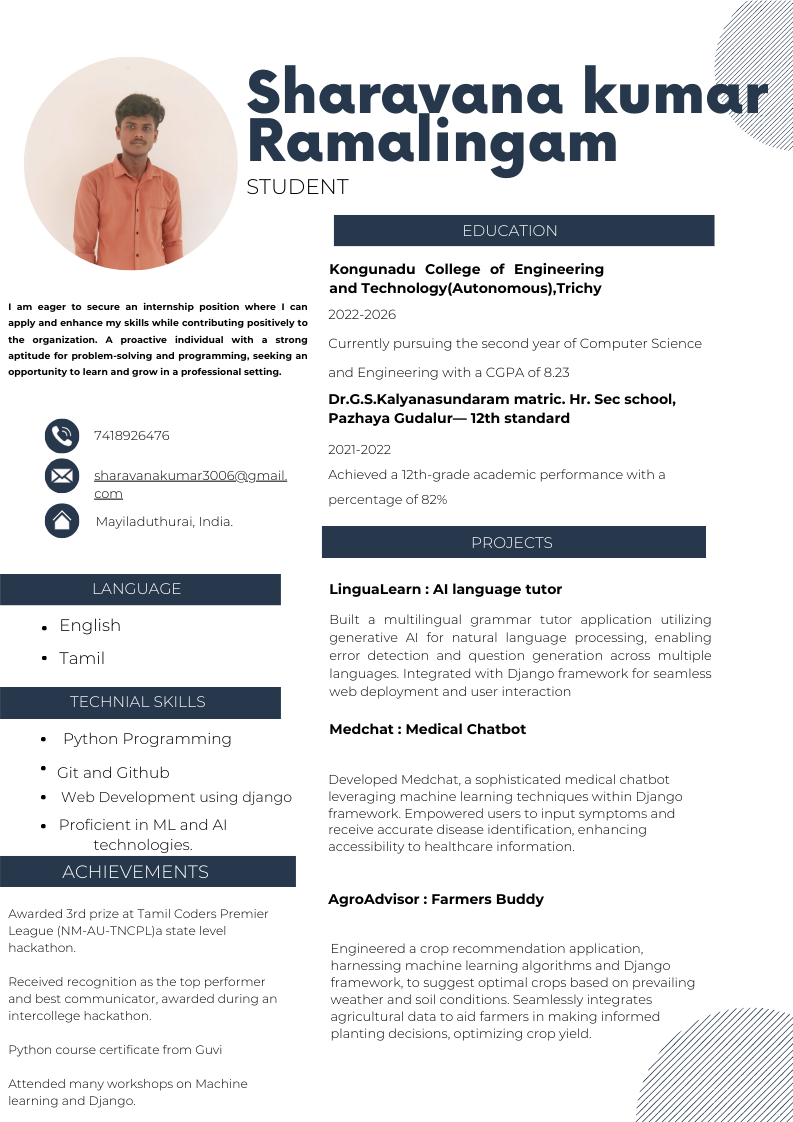 Sharavana kumar
Ramalingam
STUDENT
I am eager to secure an internship position where I can
apply and enhance my skills while contributing positively to
the organization. A proactive individual with a strong
aptitude for problem-solving and programming, seeking an
opportunity to learn and grow in a professional setting.
7418926476
sharavanakumar3006@gmail.
com
Mayiladuthurai, India.
LANGUAGE
English
Tamil
TECHNIAL SKILLS
Python Programming
Git and Github
Web Development using django
Proficient in ML and AI
technologies.
ACHIEVEMENTS
Awarded 3rd prize at Tamil Coders Premier
League (NM-AU-TNCPL)a state level
hackathon.
Received recognition as the top performer
and best communicator, awarded during an
intercollege hackathon.
Python course certificate from Guvi
Attended many workshops on Machine
learning and Django.
EDUCATION
Kongunadu College of Engineering
and Technology(Autonomous),Trichy
2022-2026
Currently pursuing the second year of Computer Science
and Engineering with a CGPA of 8.23
Dr.G.S.Kalyanasundaram matric. Hr. Sec school,
Pazhaya Gudalur— 12th standard
2021-2022
Achieved a 12th-grade academic performance with a
percentage of 82%
PROJECTS
LinguaLearn : AI language tutor
Built a multilingual grammar tutor application utilizing
generative AI for natural language processing, enabling
error detection and question generation across multiple
languages. Integrated with Django framework for seamless
web deployment and user interaction
Medchat : Medical Chatbot
Developed Medchat, a sophisticated medical chatbot
leveraging machine learning techniques within Django
framework. Empowered users to input symptoms and
receive accurate disease identification, enhancing
accessibility to healthcare information.
AgroAdvisor : Farmers Buddy
Engineered a crop recommendation application,
harnessing machine learning algorithms and Django
framework, to suggest optimal crops based on prevailing
weather and soil conditions. Seamlessly integrates
agricultural data to aid farmers in making informed
planting decisions, optimizing crop yield.